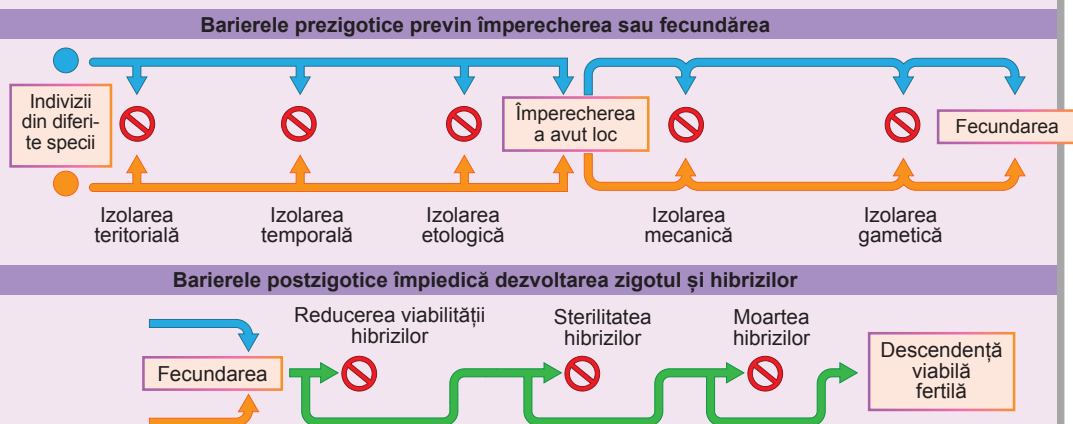 Barierele prezigotice previn împerecherea sau fecundărea
Indivizii
din diferi-
te specii
Împerecherea
a avut loc
Fecundarea
Izolarea
teritorială
Izolarea
temporală
Izolarea
etologică
Izolarea
mecanică
Izolarea
gametică
Barierele postzigotice împiedică dezvoltarea zigotul și hibrizilor
Fecundarea
Reducerea viabilității
hibrizilor
Sterilitatea
hibrizilor
Moartea
hibrizilor
Descendență
viabilă
fertilă